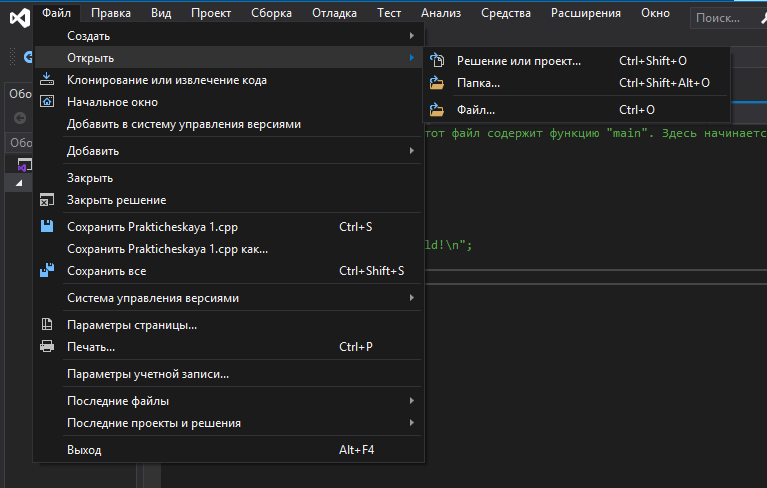 Файл Правка Вид Проект Сборка Отладка Тест Анализ Средства Расширения Окно Поиск...
Создать
Открыть
Решение или проект... Ctrl+Shift+O
Клонирование или извлечение кода
Папка... Ctrl+Shift+Alt+O
Обо
Начальное окно
Файл... Ctrl+O
Добавить в систему управления версиями
тот файл содержит функцию "main". Здесь начинаетс
Обо
Добавить
Закрыть
Закрыть решение
Сохранить Prakticheskaya 1.cpp Ctrl+S
Сохранить Prakticheskaya 1.cpp как...
ld!\n";
Сохранить все Ctrl+Shift+S
Система управления версиями
Параметры страницы...
Печать... Ctrl+P
Параметры учетной записи...
Последние файлы
Последние проекты и решения
Выход Alt+F4